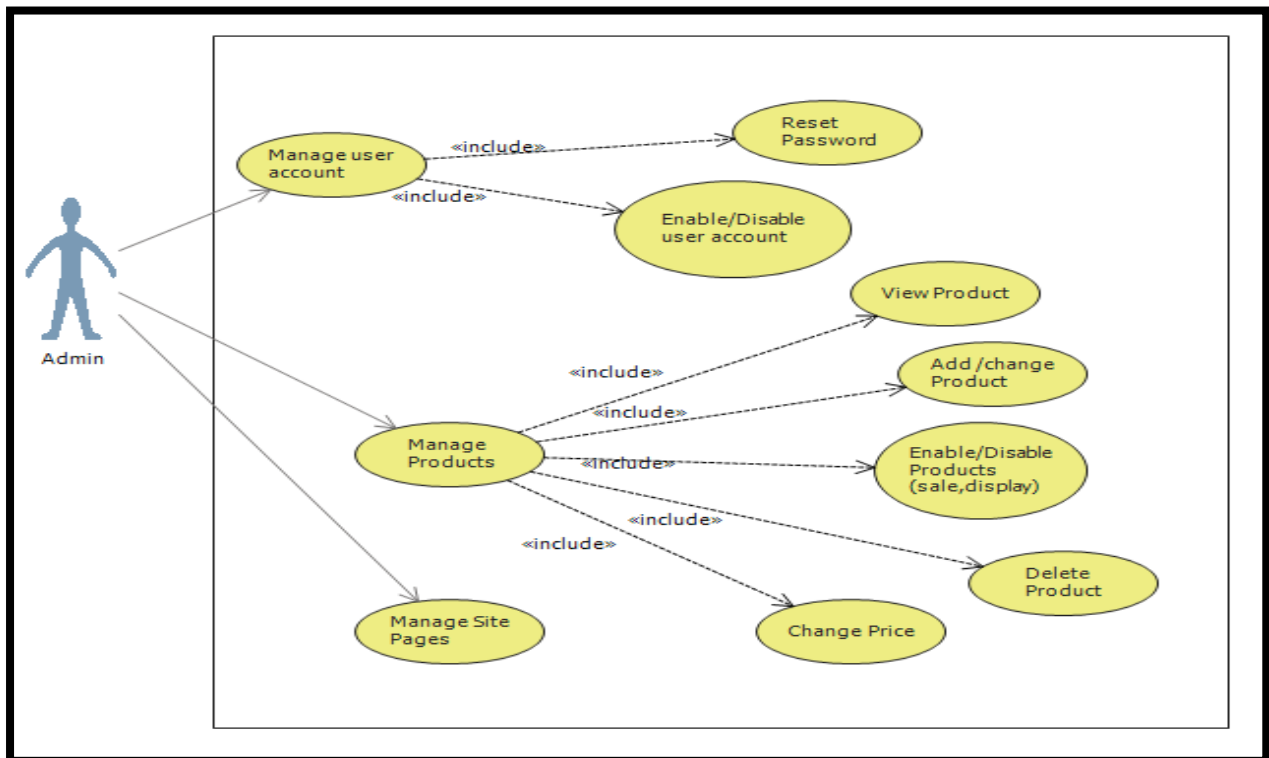 Reset
Password
«include»
Manage user
account
«include»
Enable/Disable
user account
View Product
Admin
«include»
Add /change
Product
«include»
Manage
Products
Enable/Disable
Products
(sale,display)
«include»
«include»
«include»
Delete
Product
Manage Site
Pages
Change Price